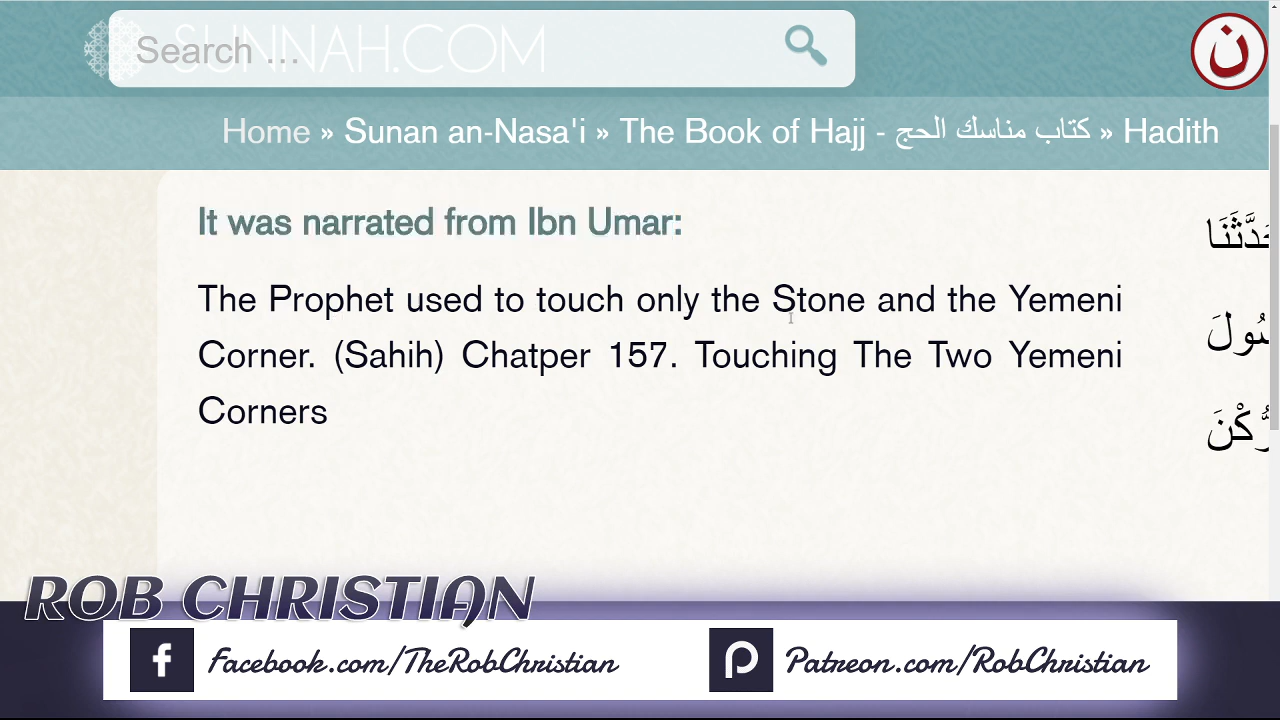 SUNNAH.COM
Search ...
ن
Home » Sunan an-Nasa'i » The Book of Hajj - كتاب مناسك الحج » Hadith
It was narrated from Ibn Umar:
The Prophet used to touch only the Stone and the Yemeni
Corner. (Sahih) Chatper 157. Touching The Two Yemeni
Corners
ROB CHRISTIAN
Facebook.com/TheRobChristian
Patreon.com/RobChristian